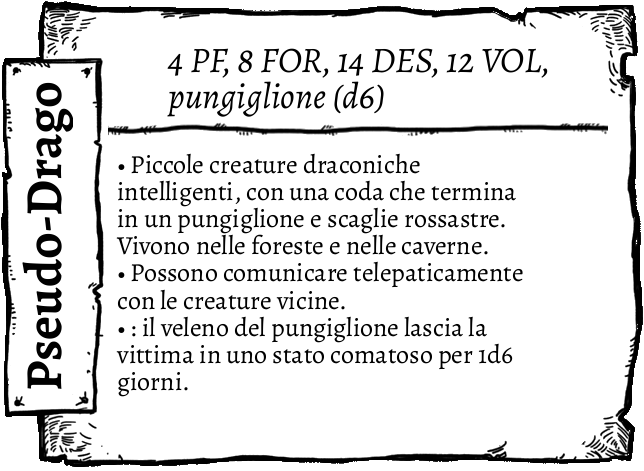 Pseudo-Drago
4 PF, 8 FOR, 14 DES, 12 VOL,
pungiglione (d6)
• Piccole creature draconiche
intelligenti, con una coda che termina
in un pungiglione e scaglie rossastre.
Vivono nelle foreste e nelle caverne.
• Possono comunicare telepaticamente
con le creature vicine.
• : il veleno del pungiglione lascia la
vittima in uno stato comatoso per 1d6
giorni.